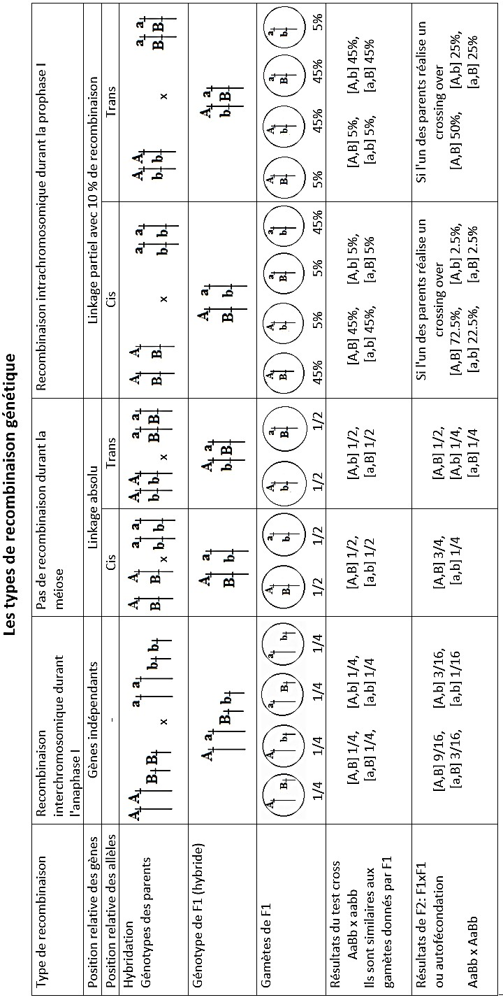 Les types de recombinaison génétique
Type de recombinaison
Recombinaison
interchromosomique durant
l'anaphase I
Pas de recombinaison durant la
méiose
Recombinaison intrachromosomique durant la prophase I
Position relative des gènes
Gènes indépendants
Linkage absolu
Linkage partiel avec 10 % de recombinaison
Position relative des allèles
-
Cis
Trans
Cis
Trans
Hybridation
Génotypes des parents
A A B B x a a b b
A A B B x a a b b
A A b b x a a B B
A A B B x a a b b
A A b b x a a B B
Génotype de F1 (hybride)
A a B b
A a B b
A a b B
A a B b
A a b B
Gamètes de F1
A B A b a B a b
1/4 1/4 1/4 1/4
A B a b
1/2 1/2
A b a B
1/2 1/2
A B A b a B a b
45% 5% 5% 45%
A B A b a B a b
5% 45% 45% 5%
Résultats du test cross
AaBb x aabb
Ils sont similaires aux
gamètes donnés par F1
[A,B] 1/4, [A,b] 1/4,
[a,B] 1/4, [a,b] 1/4
[A,B] 1/2,
[a,b] 1/2
[A,b] 1/2,
[a,B] 1/2
[A,B] 45%, [A,b] 5%,
[a,b] 45%, [a,B] 5%
[A,B] 5%, [A,b] 45%,
[a,b] 5%, [a,B] 45%
Résultats de F2: F1xF1
ou autofécondation
AaBb x AaBb
[A,B] 9/16, [A,b] 3/16,
[a,B] 3/16, [a,b] 1/16
[A,B] 3/4,
[a,b] 1/4
[A,B] 1/2,
[A,b] 1/4,
[a,B] 1/4
Si l'un des parents réalise un
crossing over
[A,B] 72.5%, [A,b] 2.5%,
[a,b] 22.5%, [a,B] 2.5%
Si l'un des parents réalise un
crossing over
[A,B] 50%, [A,b] 25%,
[a,B] 25%